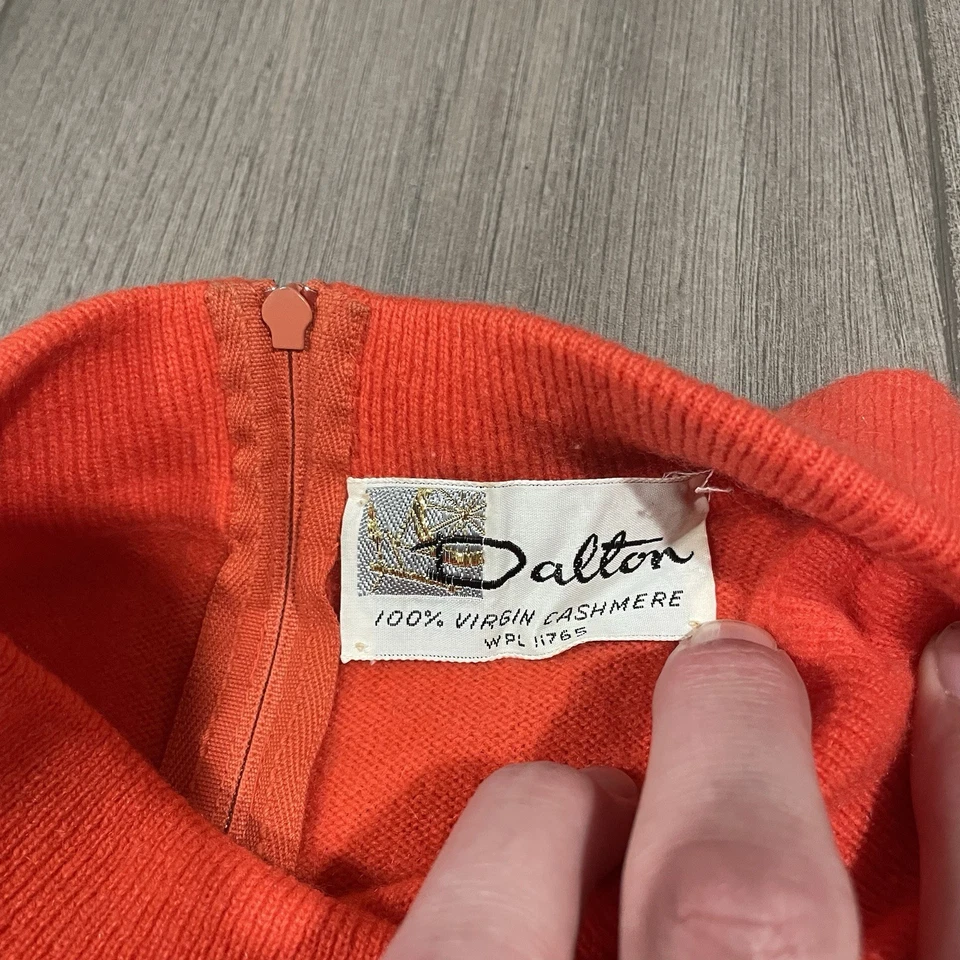 Dalton
100% VIRGIN CASHMERE
WPL 11765